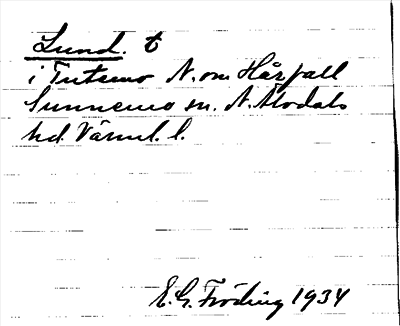 Lund. t
i Tutemo N. om Hårfall
Sunnemo sn. N. Älvdals
hd. Värml. l.
E. G. Fröding 1934